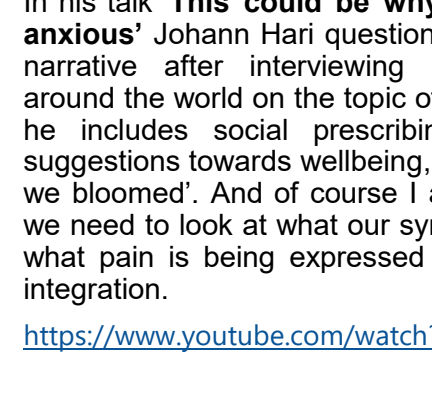 In his talk 'This could be why
anxious' Johann Hari question
narrative after interviewing
around the world on the topic o
he includes social prescribin
suggestions towards wellbeing,
we bloomed'. And of course I a
we need to look at what our sy
what pain is being expressed
integration.
https://www.youtube.com/watch?